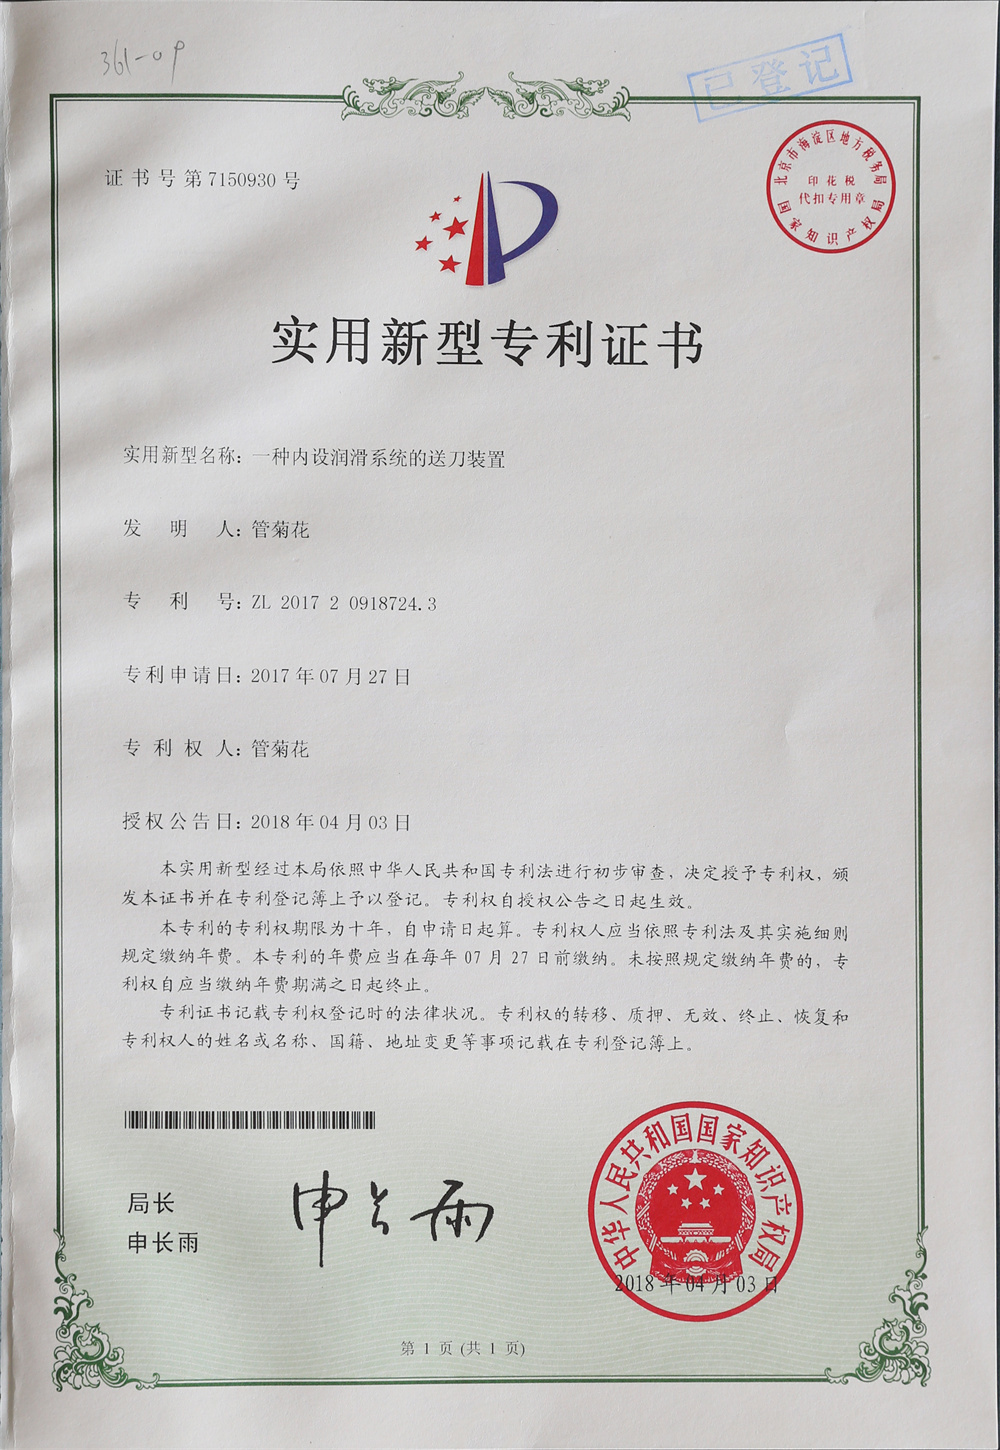 361-09
已登记
证书号第7150930号
北京市海淀区地方税务局
印花税
代扣专用章
国家知识产权局
实用新型专利证书
实用新型名称：一种内设润滑系统的送刀装置
发明人：管菊花
专利号：ZL 2017 2 0918724.3
专利申请日：2017年07月27日
专利权人：管菊花
授权公告日：2018年04月03日
本实用新型经过本局依照中华人民共和国专利法进行初步审查，决定授予专利权，颁
发本证书并在专利登记簿上予以登记。专利权自授权公告之日起生效。
本专利的专利权期限为十年，自申请日起算。专利权人应当依照专利法及其实施细则
规定缴纳年费。本专利的年费应当在每年07月27日前缴纳。未按照规定缴纳年费的，专
利权自应当缴纳年费期满之日起终止。
专利证书记载专利权登记时的法律状况。专利权的转移、质押、无效、终止、恢复和
专利权人的姓名或名称、国籍、地址变更等事项记载在专利登记簿上。
局长
申长雨
申长雨
中华人民共和国国家知识产权局
2018年04月03日
第1页(共1页)